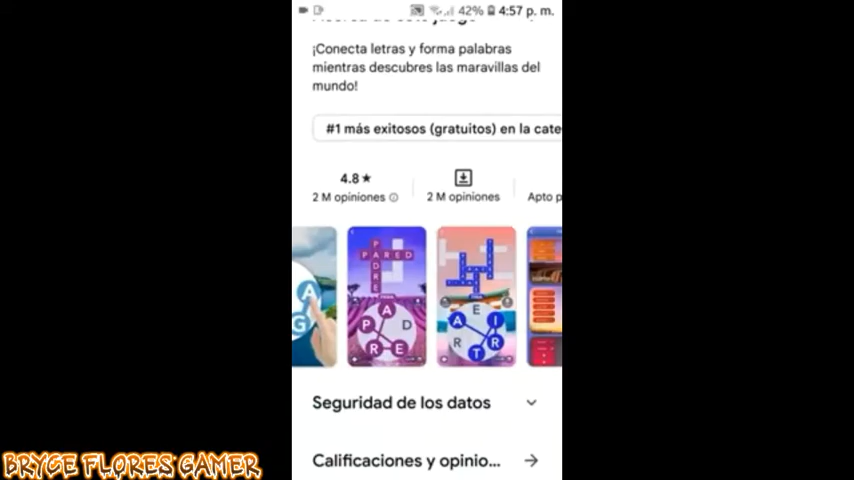 42% 4:57 p. m.
¡Conecta letras y forma palabras
mientras descubres las maravillas del
mundo!
#1 más exitosos (gratuitos) en la cate
4.8★
2 M opiniones
2 M opiniones
Apto p
A
G
PARED
PADRE
A
P
D
R
E
E
A
I
R
R
T
Seguridad de los datos
Calificaciones y opinio...
BRYCE FLORES GAMER